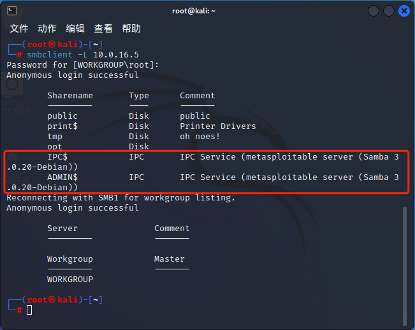 root@kali: ~
文件 动作 编辑 查看 帮助
┌──(root㉿kali)-[~]
└─# smbclient -L 10.0.16.5
Password for [WORKGROUP\root]:
Anonymous login successful
Sharename Type Comment
--------- ---- -------
public Disk public
print$ Disk Printer Drivers
tmp Disk oh noes!
opt Disk
IPC$ IPC IPC Service (metasploitable server (Samba 3
.0.20-Debian))
ADMIN$ IPC IPC Service (metasploitable server (Samba 3
.0.20-Debian))
Reconnecting with SMB1 for workgroup listing.
Anonymous login successful
Server Comment
--------- -------
Workgroup Master
--------- -------
WORKGROUP
┌──(root㉿kali)-[~]
└─#